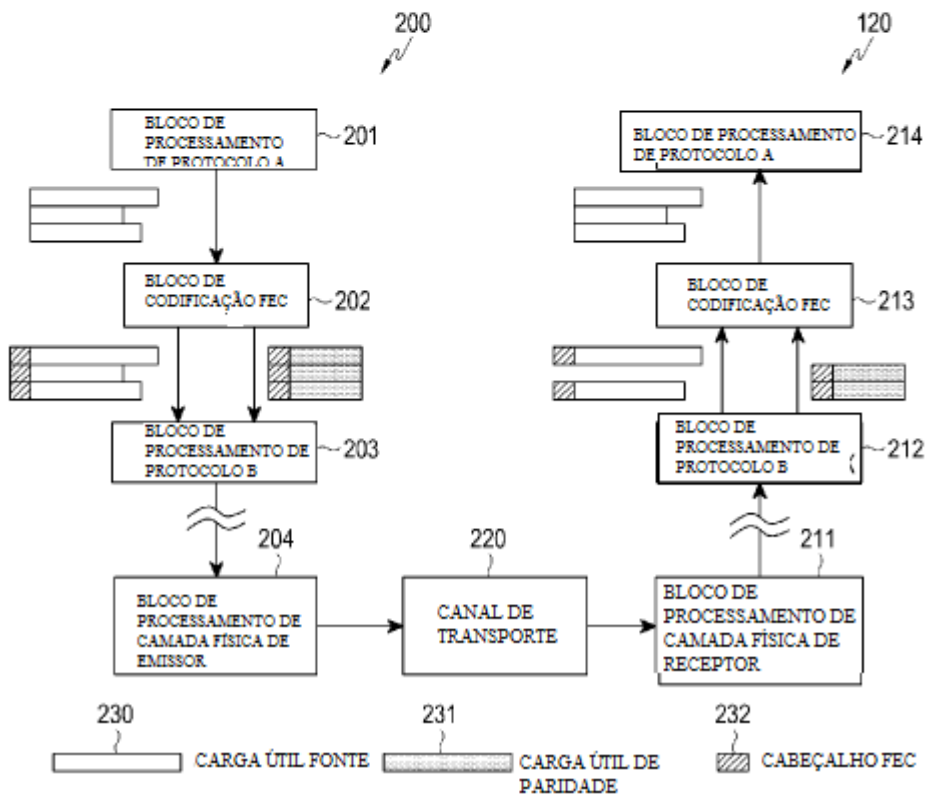 200
120
BLOCO DE
PROCESSAMENTO
DE PROTOCOLO A
201
BLOCO DE PROCESSAMENTO
DE PROTOCOLO A
214
BLOCO DE
CODIFICAÇÃO FEC
202
BLOCO DE
CODIFICAÇÃO FEC
213
BLOCO DE
PROCESSAMENTO DE
PROTOCOLO B
203
BLOCO DE
PROCESSAMENTO DE
PROTOCOLO B
212
204
BLOCO DE
PROCESSAMENTO DE
CAMADA FÍSICA DE
EMISSOR
220
CANAL DE
TRANSPORTE
211
BLOCO DE
PROCESSAMENTO DE
CAMADA FÍSICA DE
RECEPTOR
230
CARGA ÚTIL FONTE
231
CARGA ÚTIL DE
PARIDADE
232
CABEÇALHO FEC